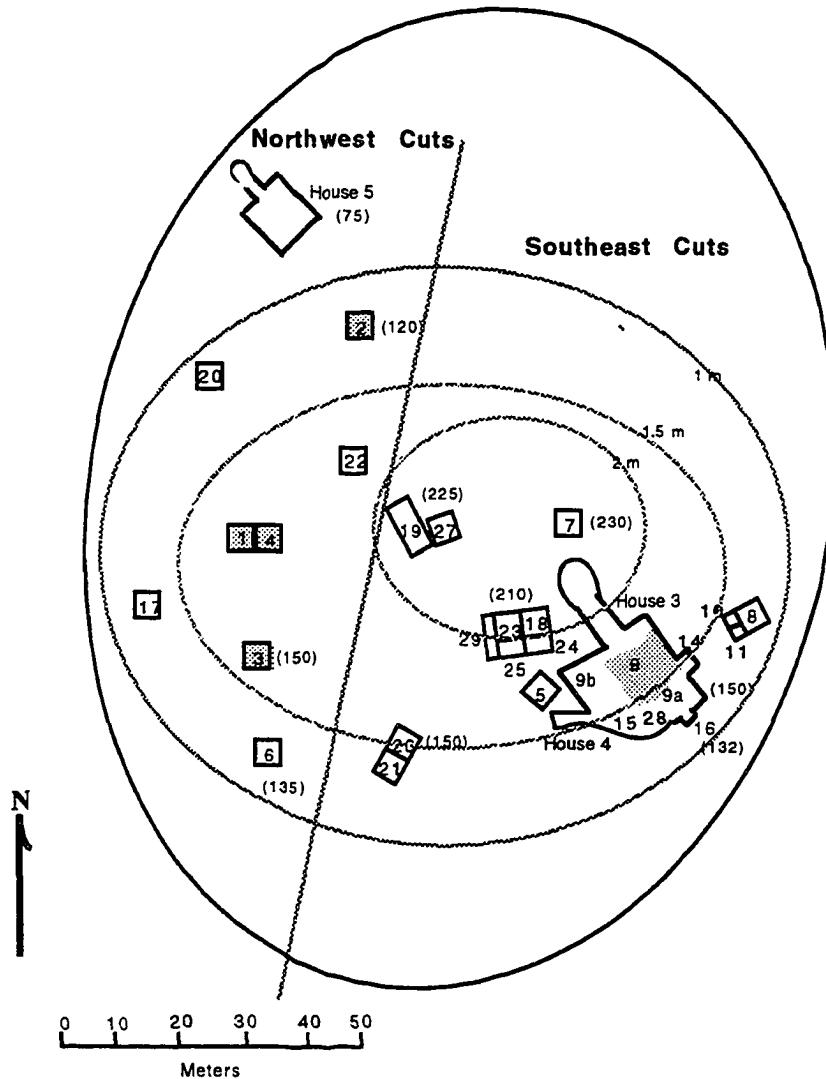 Northwest Cuts
House 5
(75)
Southeast Cuts
2 (120)
20
1 m
1.5 m
22
2 m
(225)
19 27
7 (230)
1 4
(210)
House 3
17
23 18
10 8
29 24
14 11
3 (150)
25
9b 9
5
9a (150)
15 28 16
House 4
(132)
6
(135)
(150)
21
N
0 10 20 30 40 50
Meters